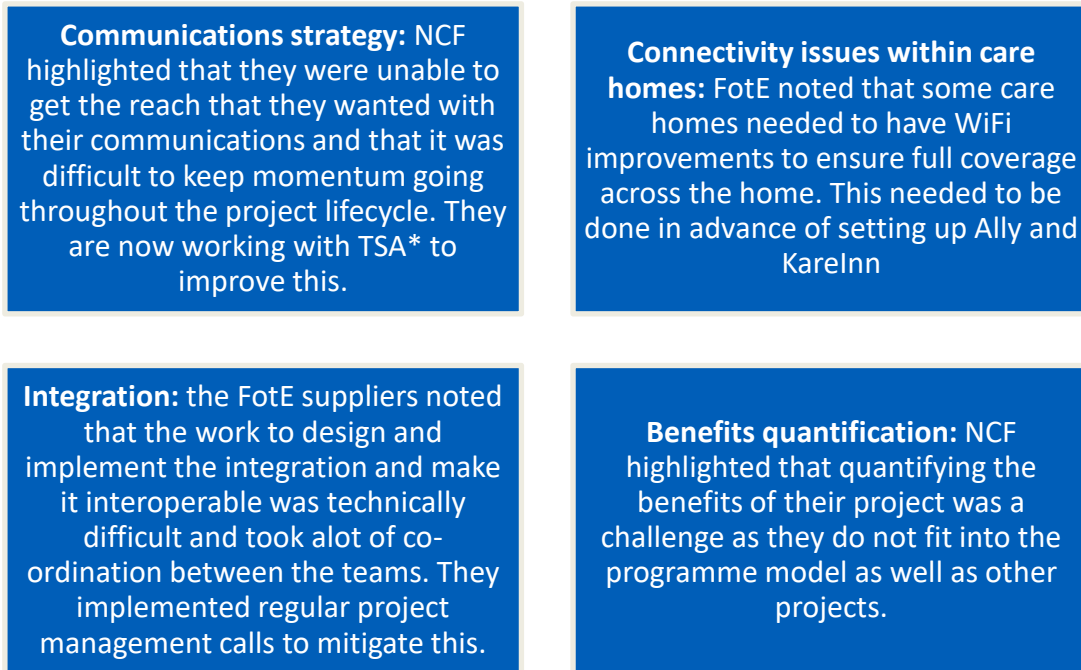 Communications strategy: NCF
highlighted that they were unable to
get the reach that they wanted with
their communications and that it was
difficult to keep momentum going
throughout the project lifecycle. They
are now working with TSA* to
improve this.
Connectivity issues within care
homes: FotE noted that some care
homes needed to have WiFi
improvements to ensure full coverage
across the home. This needed to be
done in advance of setting up Ally and
KareInn
Integration: the FotE suppliers noted
that the work to design and
implement the integration and make
it interoperable was technically
difficult and took alot of co-
ordination between the teams. They
implemented regular project
management calls to mitigate this.
Benefits quantification: NCF
highlighted that quantifying the
benefits of their project was a
challenge as they do not fit into the
programme model as well as other
projects.